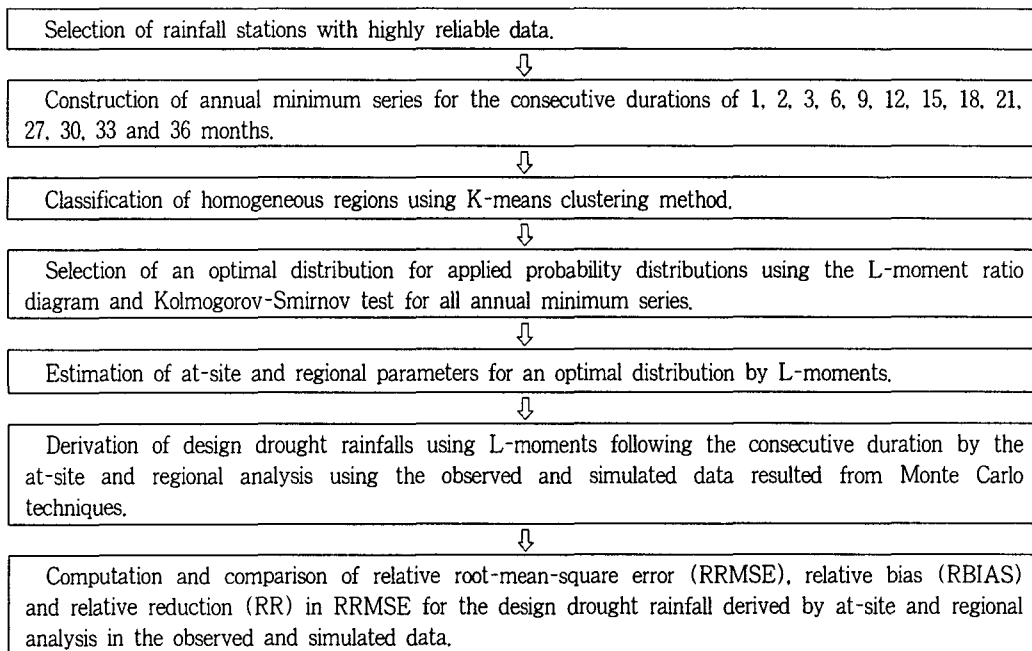 Selection of rainfall stations with highly reliable data.
⇩
Construction of annual minimum series for the consecutive durations of 1, 2, 3, 6, 9, 12, 15, 18, 21,
27, 30, 33 and 36 months.
⇩
Classification of homogeneous regions using K-means clustering method.
⇩
Selection of an optimal distribution for applied probability distributions using the L-moment ratio
diagram and Kolmogorov-Smirnov test for all annual minimum series.
⇩
Estimation of at-site and regional parameters for an optimal distribution by L-moments.
⇩
Derivation of design drought rainfalls using L-moments following the consecutive duration by the
at-site and regional analysis using the observed and simulated data resulted from Monte Carlo
techniques.
⇩
Computation and comparison of relative root-mean-square error (RRMSE), relative bias (RBIAS)
and relative reduction (RR) in RRMSE for the design drought rainfall derived by at-site and regional
analysis in the observed and simulated data.